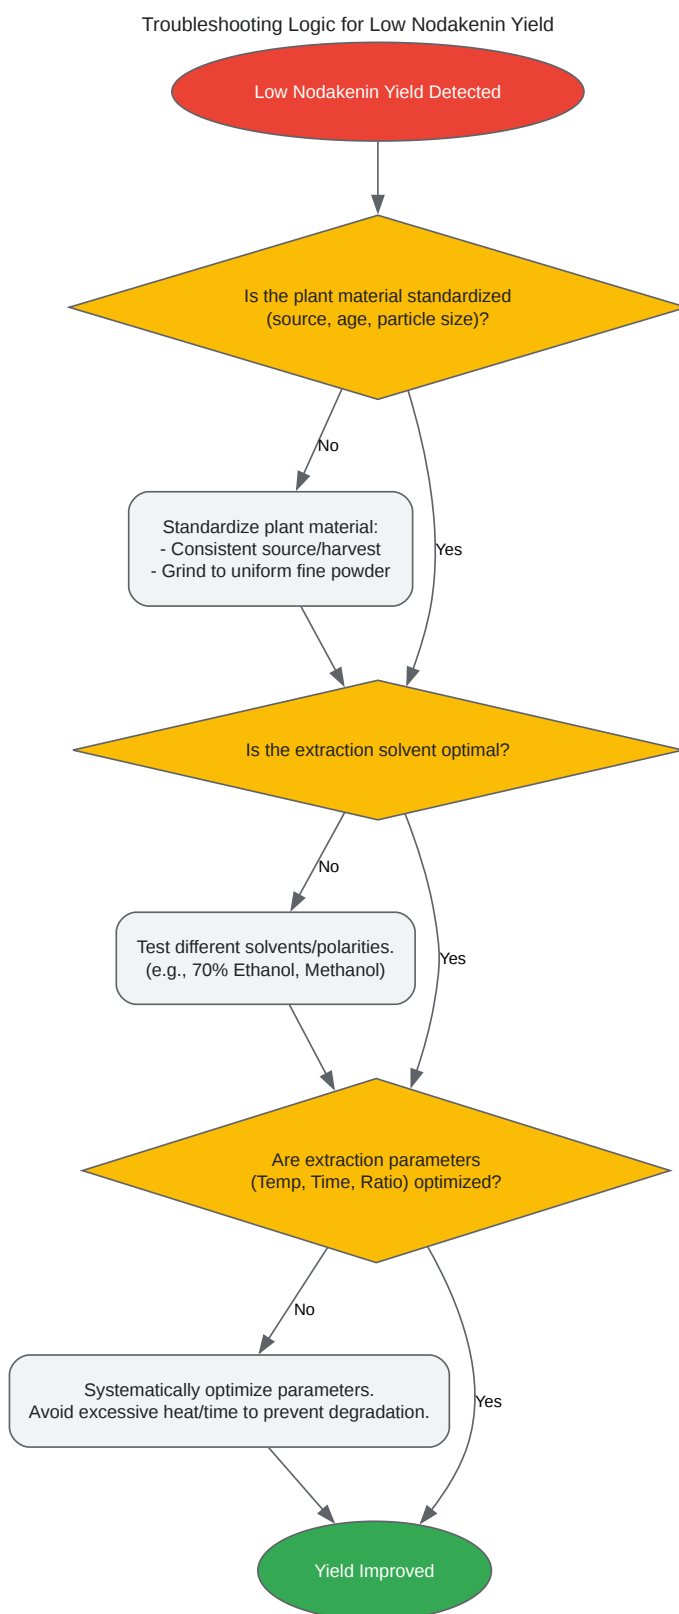 Troubleshooting Logic for Low Nodakenin Yield
Low Nodakenin Yield Detected
Is the plant material standardized
(source, age, particle size)?
No
Standardize plant material:
- Consistent source/harvest
- Grind to uniform fine powder
Yes
Is the extraction solvent optimal?
No
Test different solvents/polarities.
(e.g., 70% Ethanol, Methanol)
Yes
Are extraction parameters
(Temp, Time, Ratio) optimized?
No
Systematically optimize parameters.
Avoid excessive heat/time to prevent degradation.
Yes
Yield Improved